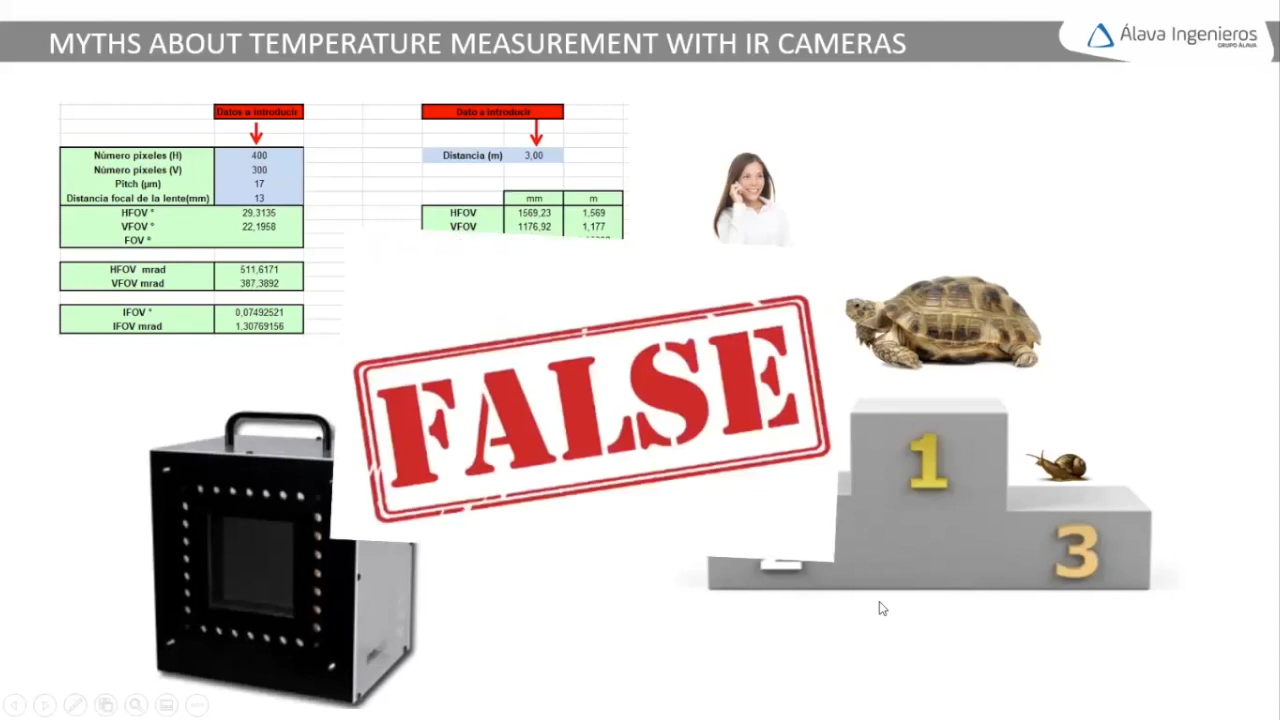 MYTHS ABOUT TEMPERATURE MEASUREMENT WITH IR CAMERAS
Álava Ingenieros
GRUPO ÁLAVA
Datos a introducir
Número pixeles (H) 400
Número pixeles (V) 300
Pitch (µm) 17
Distancia focal de la lente(mm) 13
HFOV ° 29,3135
VFOV ° 22,1958
FOV °
HFOV mrad 511,6171
VFOV mrad 387,3892
IFOV ° 0,07492521
IFOV mrad 1,30769156
Dato a introducir
Distancia (m) 3,00
mm m
HFOV 1569,23 1,569
VFOV 1176,92 1,177
FALSE
1
3